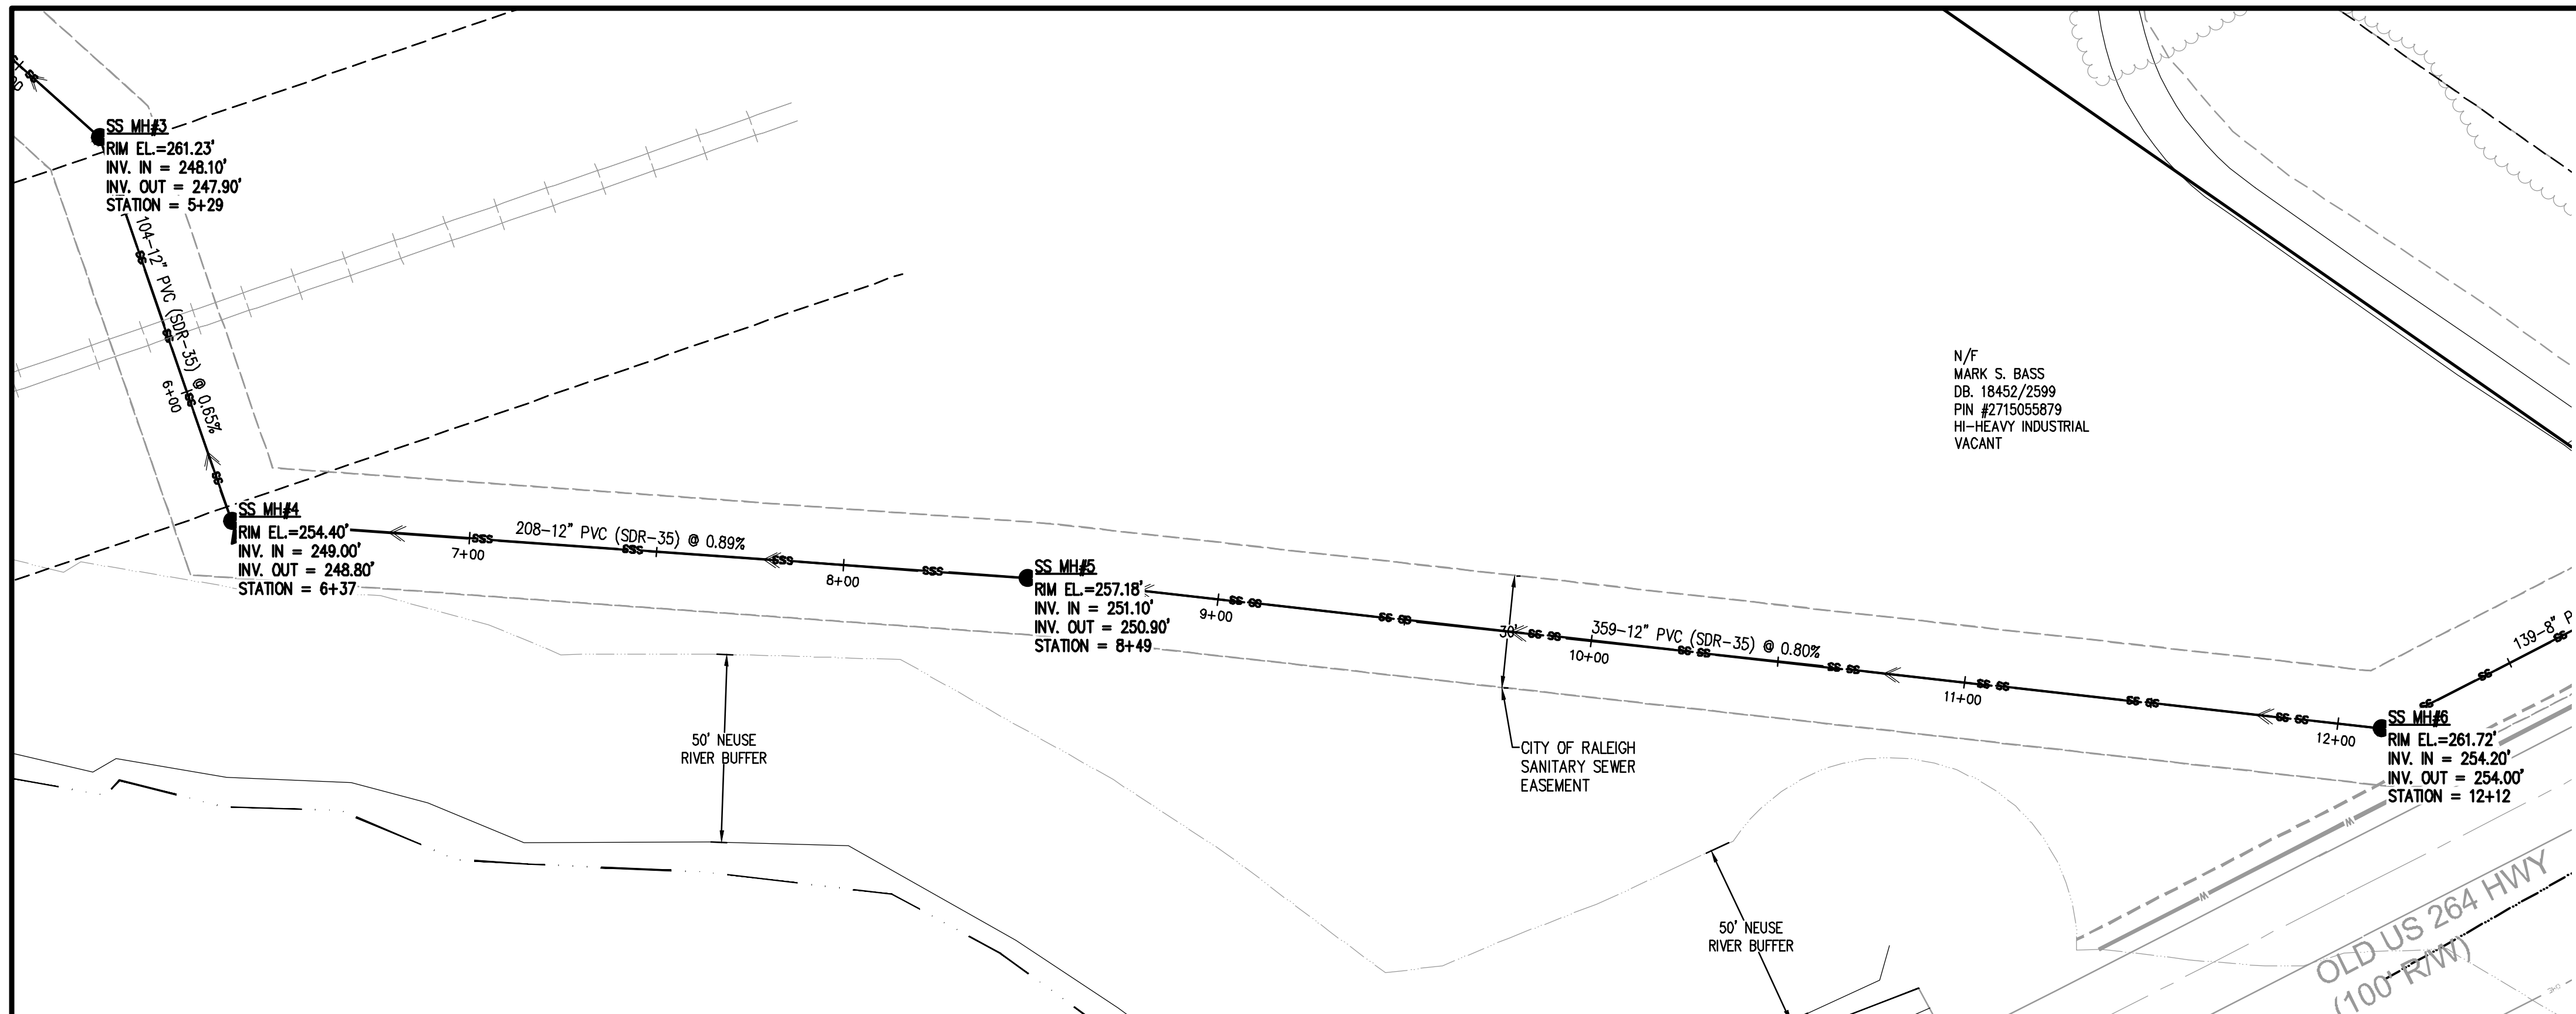 SS MH#3
RIM EL.=261.23'
INV. IN = 248.10'
INV. OUT = 247.90'
STATION = 5+29
104-12" PVC (SDR-35) @ 0.65%
6+00
SS MH#4
RIM EL.=254.40'
INV. IN = 249.00'
INV. OUT = 248.80'
STATION = 6+37
7+00
208-12" PVC (SDR-35) @ 0.89%
8+00
SS MH#5
RIM EL.=257.18'
INV. IN = 251.10'
INV. OUT = 250.90'
STATION = 8+49
9+00
30'
359-12" PVC (SDR-35) @ 0.80%
10+00
11+00
12+00
139-8" P
SS MH#6
RIM EL.=261.72'
INV. IN = 254.20'
INV. OUT = 254.00'
STATION = 12+12
N/F
MARK S. BASS
DB. 18452/2599
PIN #2715055879
HI-HEAVY INDUSTRIAL
VACANT
50' NEUSE
RIVER BUFFER
CITY OF RALEIGH
SANITARY SEWER
EASEMENT
50' NEUSE
RIVER BUFFER
W
W
OLD US 264 HWY
(100' R/W)